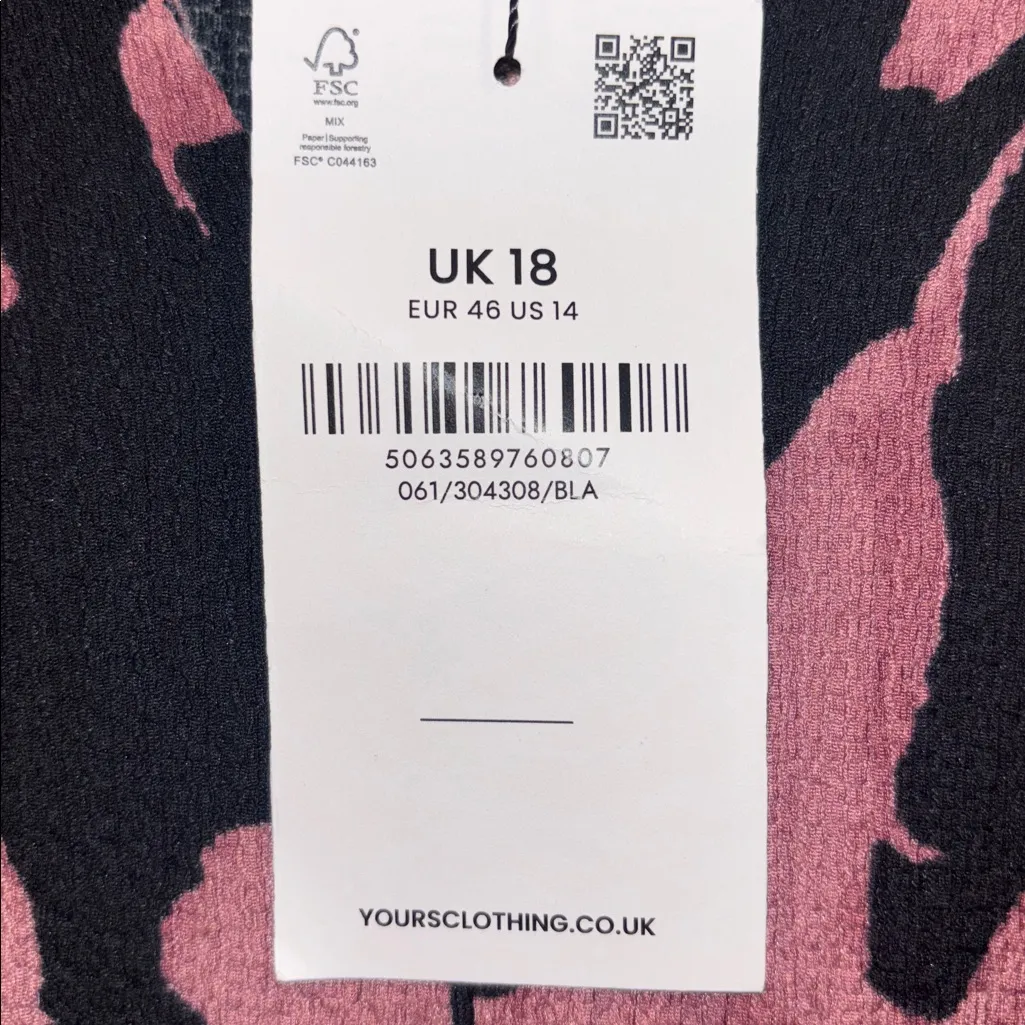 FSC
www.fsc.org
MIX
Paper | Supporting
responsible forestry
FSC® C044163
UK 18
EUR 46 US 14
5063589760807
061/304308/BLA
YOURSCLOTHING.CO.UK